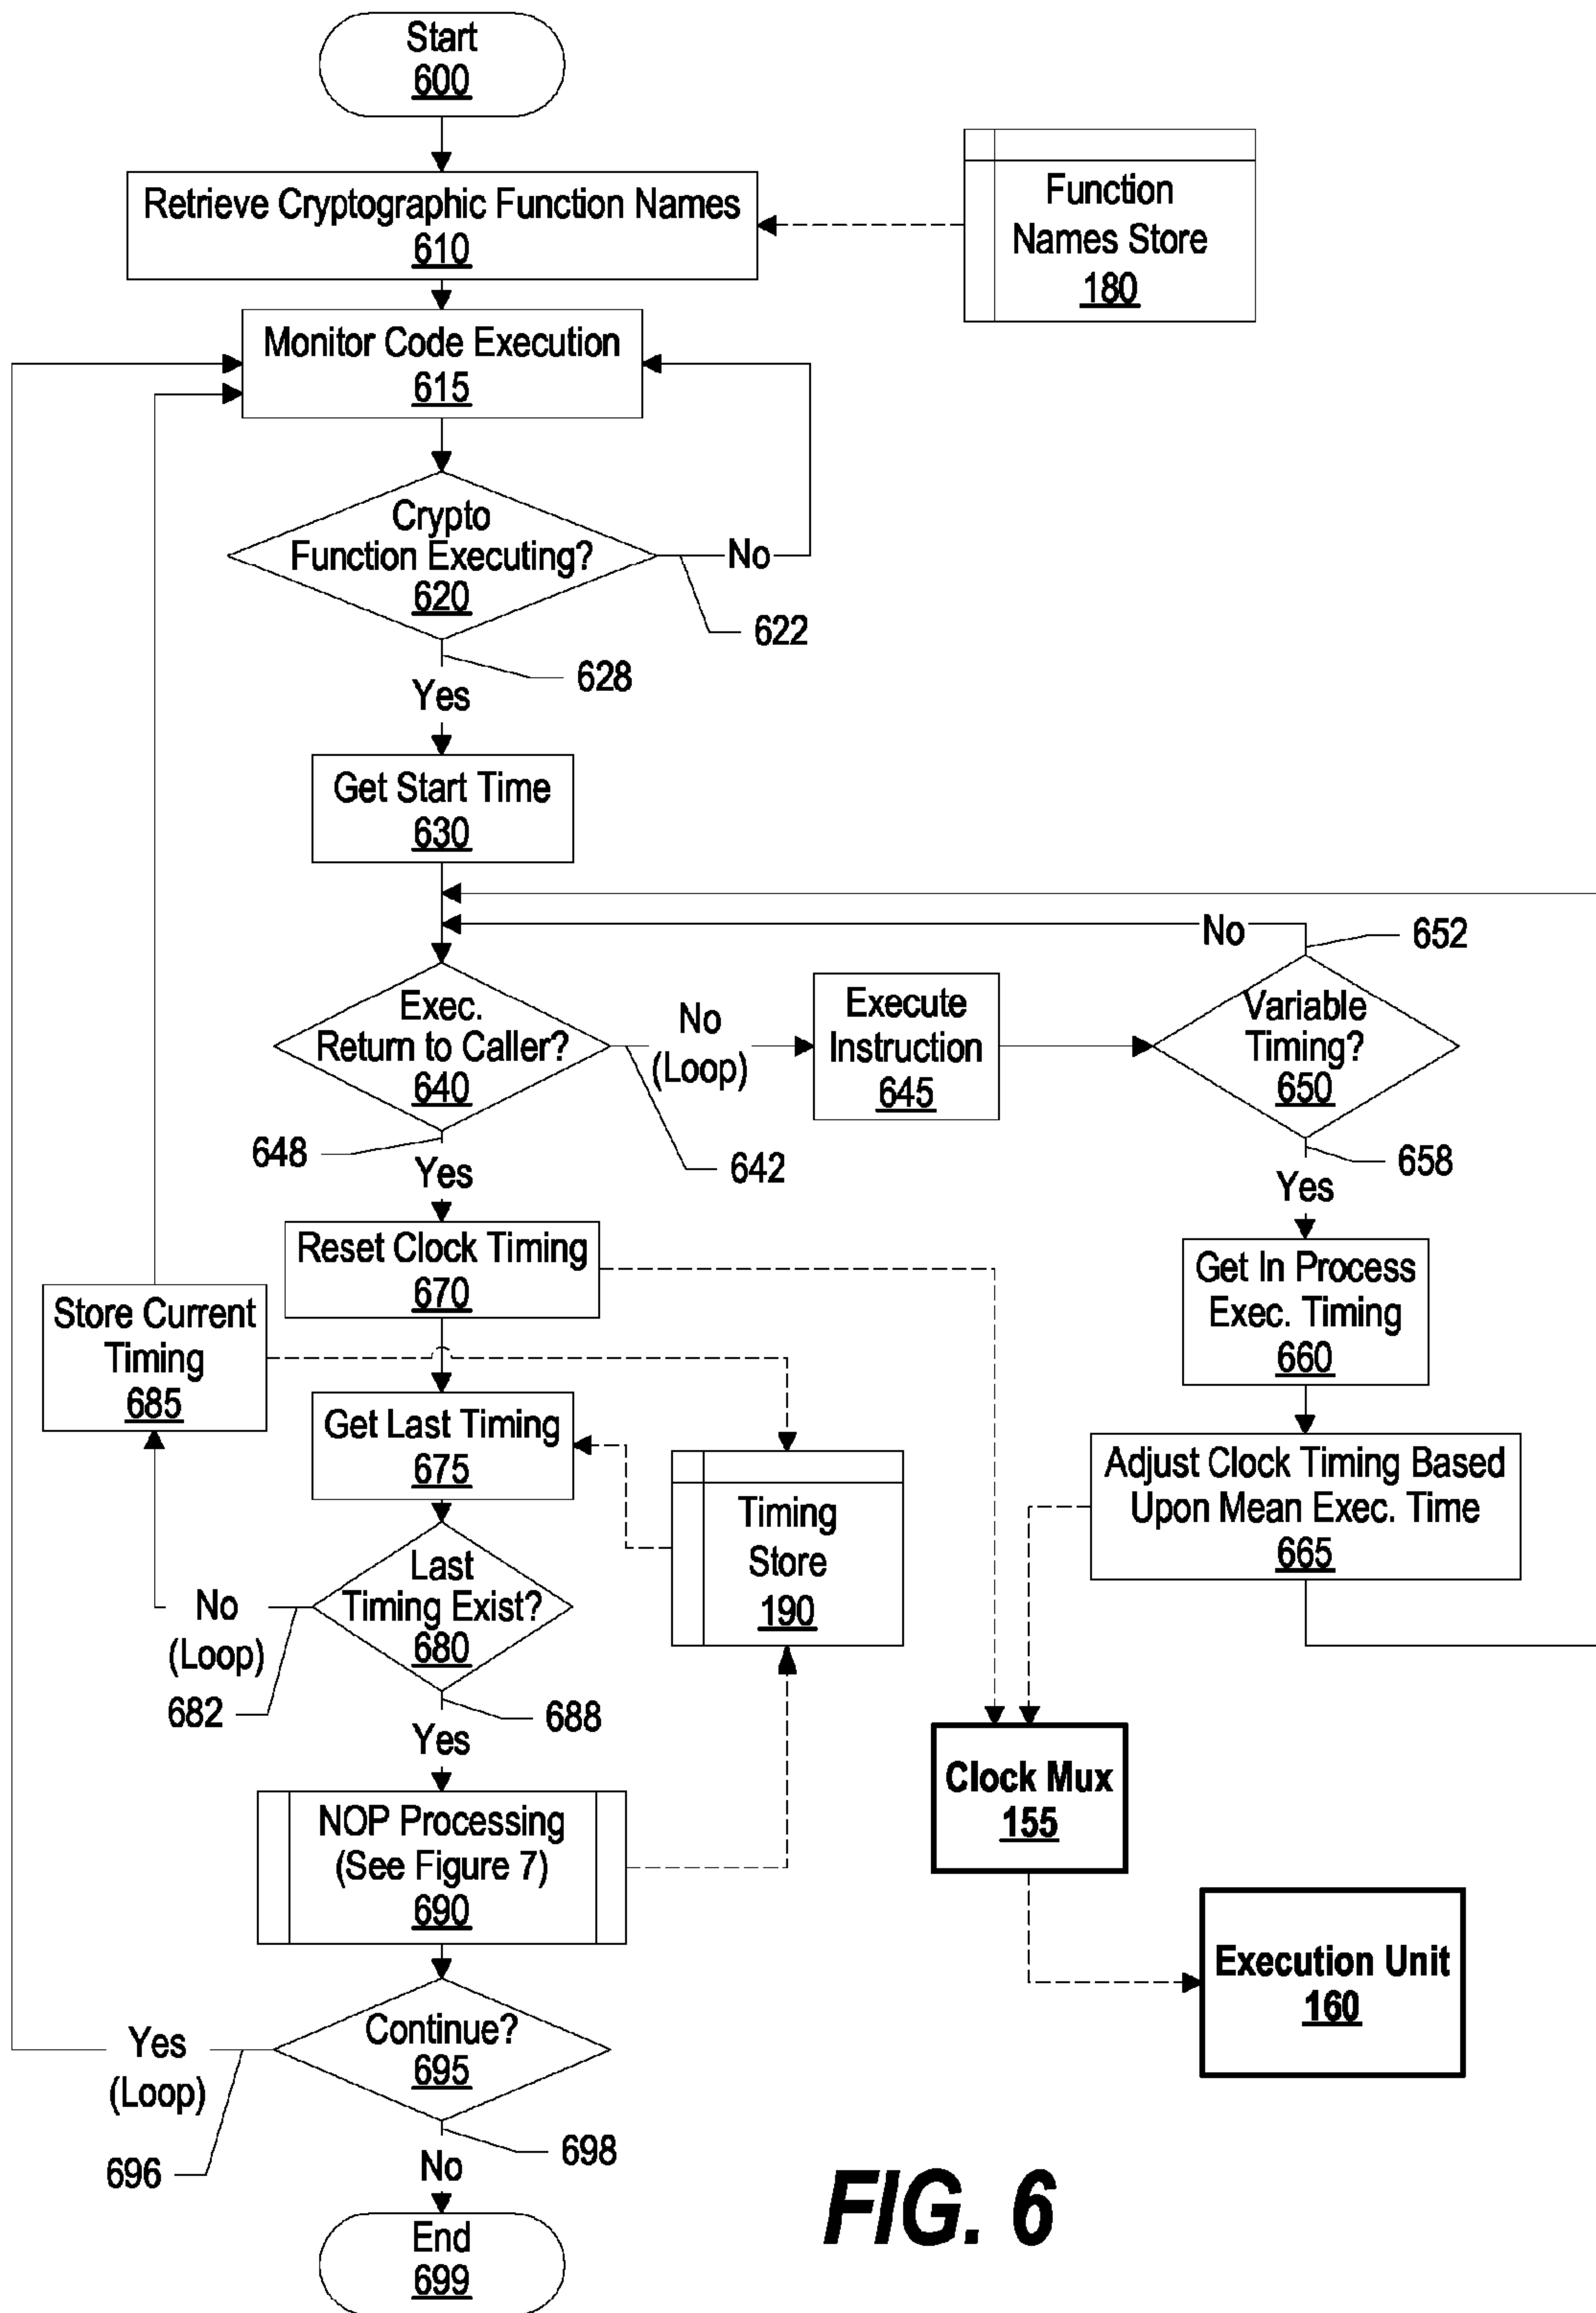 Start
600
Retrieve Cryptographic Function Names
610
Function
Names Store
180
Monitor Code Execution
615
Crypto
Function Executing?
620
No
622
628
Yes
Get Start Time
630
No
652
Exec.
Return to Caller?
640
No
(Loop)
Execute
Instruction
645
Variable
Timing?
650
648
Yes
642
658
Yes
Reset Clock Timing
670
Get In Process
Exec. Timing
660
Store Current
Timing
685
Get Last Timing
675
Timing
Store
190
Adjust Clock Timing Based
Upon Mean Exec. Time
665
Last
Timing Exist?
680
No
(Loop)
682
688
Yes
Clock Mux
155
NOP Processing
(See Figure 7)
690
Execution Unit
160
Continue?
695
Yes
(Loop)
696
698
No
End
699
FIG. 6